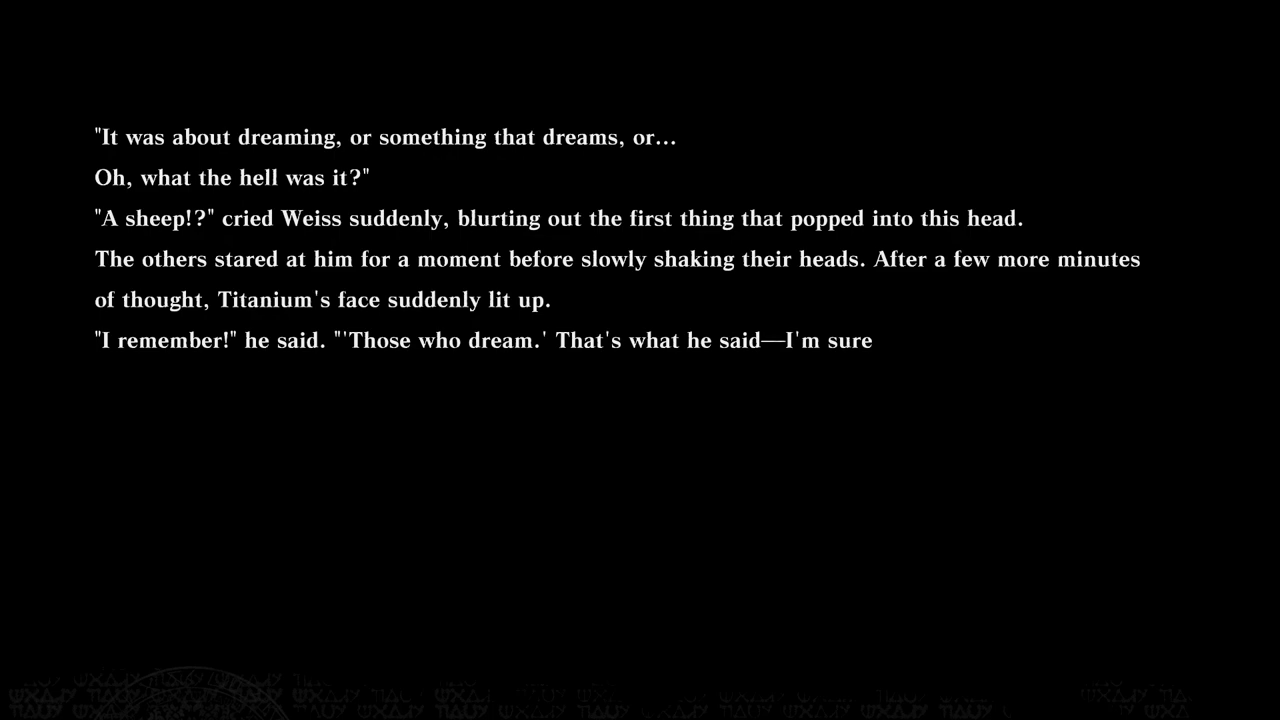 "It was about dreaming, or something that dreams, or...
Oh, what the hell was it?"
"A sheep!?" cried Weiss suddenly, blurting out the first thing that popped into this head.
The others stared at him for a moment before slowly shaking their heads. After a few more minutes
of thought, Titanium's face suddenly lit up.
"I remember!" he said. "'Those who dream.' That's what he said—I'm sure